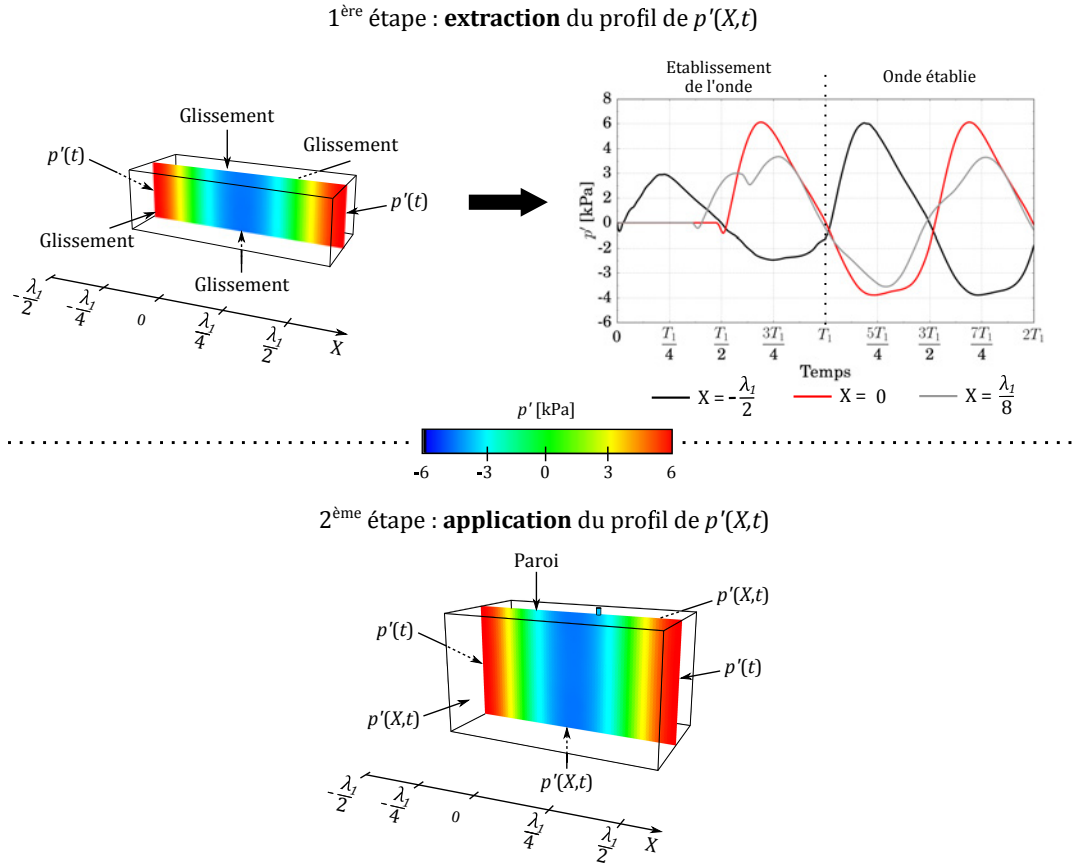 1ère étape : extraction du profil de p'(X,t)
Glissement
Glissement
p'(t)
p'(t)
Glissement
Glissement
-λ1/2
-λ1/4
0
λ1/4
λ1/2
X
Etablissement
de l'onde
Onde établie
p' [kPa]
8
6
4
3
2
0
-2
-3
-4
-6
0
T1/4
T1/2
3T1/4
T1
5T1/4
3T1/2
7T1/4
2T1
Temps
X = -λ1/2
X = 0
X = λ1/8
p' [kPa]
-6
-3
0
3
6
2ème étape : application du profil de p'(X,t)
Paroi
p'(X,t)
p'(t)
p'(t)
p'(X,t)
p'(X,t)
-λ1/2
-λ1/4
0
λ1/4
λ1/2
X